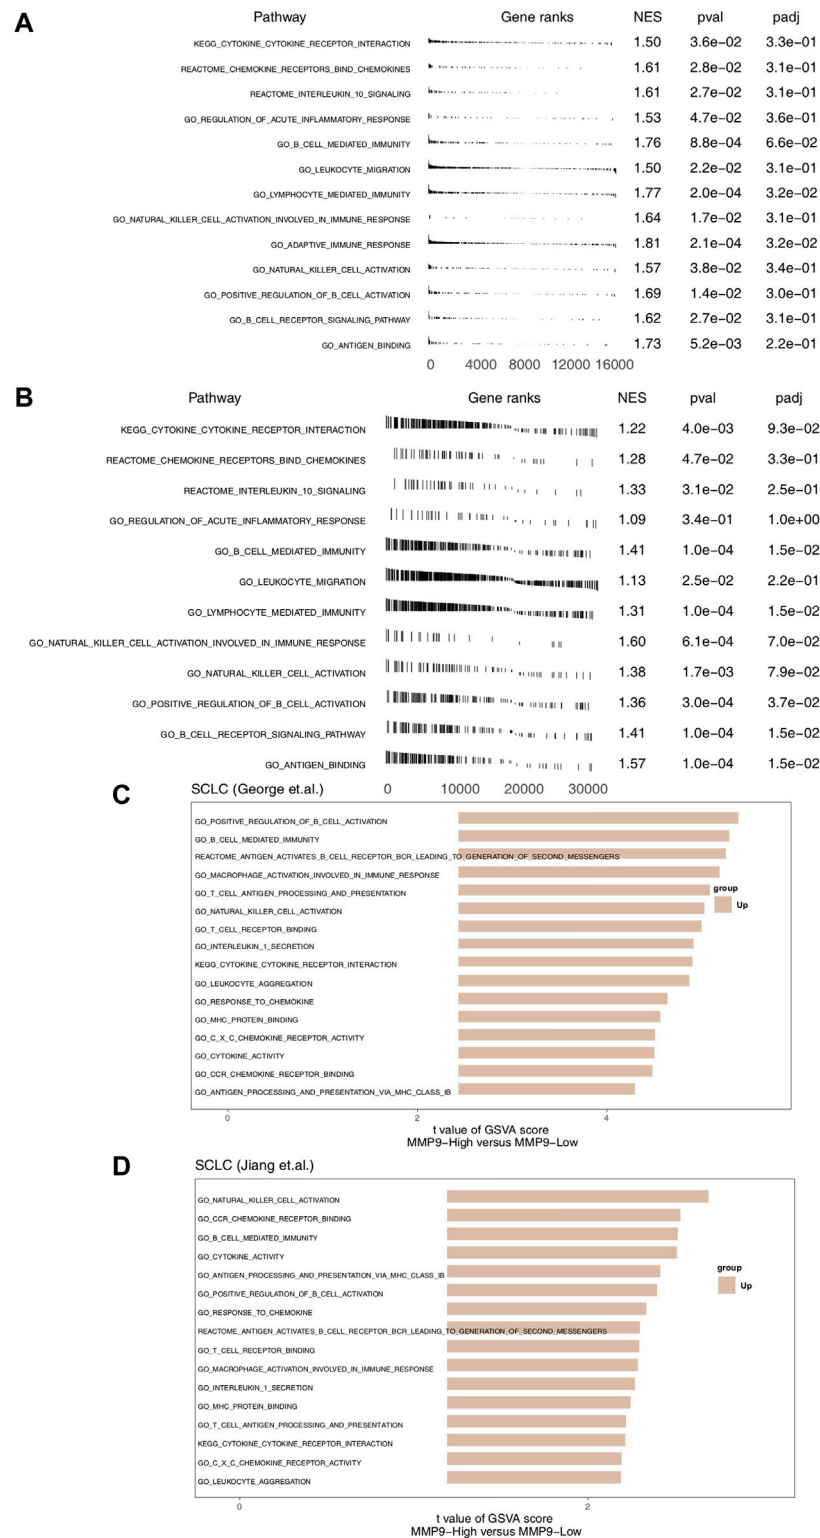 A
Pathway Gene ranks NES pval padj
KEGG_CYTOKINE_CYTOKINE_RECEPTOR_INTERACTION 1.50 3.6e−02 3.3e−01
REACTOME_CHEMOKINE_RECEPTORS_BIND_CHEMOKINES 1.61 2.8e−02 3.1e−01
REACTOME_INTERLEUKIN_10_SIGNALING 1.61 2.7e−02 3.1e−01
GO_REGULATION_OF_ACUTE_INFLAMMATORY_RESPONSE 1.53 4.7e−02 3.6e−01
GO_B_CELL_MEDIATED_IMMUNITY 1.76 8.8e−04 6.6e−02
GO_LEUKOCYTE_MIGRATION 1.50 2.2e−02 3.1e−01
GO_LYMPHOCYTE_MEDIATED_IMMUNITY 1.77 2.0e−04 3.2e−02
GO_NATURAL_KILLER_CELL_ACTIVATION_INVOLVED_IN_IMMUNE_RESPONSE 1.64 1.7e−02 3.1e−01
GO_ADAPTIVE_IMMUNE_RESPONSE 1.81 2.1e−04 3.2e−02
GO_NATURAL_KILLER_CELL_ACTIVATION 1.57 3.8e−02 3.4e−01
GO_POSITIVE_REGULATION_OF_B_CELL_ACTIVATION 1.69 1.4e−02 3.0e−01
GO_B_CELL_RECEPTOR_SIGNALING_PATHWAY 1.62 2.7e−02 3.1e−01
GO_ANTIGEN_BINDING 1.73 5.2e−03 2.2e−01
0 4000 8000 12000 16000
B
Pathway Gene ranks NES pval padj
KEGG_CYTOKINE_CYTOKINE_RECEPTOR_INTERACTION 1.22 4.0e−03 9.3e−02
REACTOME_CHEMOKINE_RECEPTORS_BIND_CHEMOKINES 1.28 4.7e−02 3.3e−01
REACTOME_INTERLEUKIN_10_SIGNALING 1.33 3.1e−02 2.5e−01
GO_REGULATION_OF_ACUTE_INFLAMMATORY_RESPONSE 1.09 3.4e−01 1.0e+00
GO_B_CELL_MEDIATED_IMMUNITY 1.41 1.0e−04 1.5e−02
GO_LEUKOCYTE_MIGRATION 1.13 2.5e−02 2.2e−01
GO_LYMPHOCYTE_MEDIATED_IMMUNITY 1.31 1.0e−04 1.5e−02
GO_NATURAL_KILLER_CELL_ACTIVATION_INVOLVED_IN_IMMUNE_RESPONSE 1.60 6.1e−04 7.0e−02
GO_NATURAL_KILLER_CELL_ACTIVATION 1.38 1.7e−03 7.9e−02
GO_POSITIVE_REGULATION_OF_B_CELL_ACTIVATION 1.36 3.0e−04 3.7e−02
GO_B_CELL_RECEPTOR_SIGNALING_PATHWAY 1.41 1.0e−04 1.5e−02
GO_ANTIGEN_BINDING 1.57 1.0e−04 1.5e−02
0 10000 20000 30000
C
SCLC (George et.al.)
GO_POSITIVE_REGULATION_OF_B_CELL_ACTIVATION
GO_B_CELL_MEDIATED_IMMUNITY
REACTOME_ANTIGEN_ACTIVATES_B_CELL_RECEPTOR_BCR_LEADING_TO_GENERATION_OF_SECOND_MESSENGERS
GO_MACROPHAGE_ACTIVATION_INVOLVED_IN_IMMUNE_RESPONSE
GO_T_CELL_ANTIGEN_PROCESSING_AND_PRESENTATION
GO_NATURAL_KILLER_CELL_ACTIVATION
GO_T_CELL_RECEPTOR_BINDING
GO_INTERLEUKIN_1_SECRETION
KEGG_CYTOKINE_CYTOKINE_RECEPTOR_INTERACTION
GO_LEUKOCYTE_AGGREGATION
GO_RESPONSE_TO_CHEMOKINE
GO_MHC_PROTEIN_BINDING
GO_C_X_C_CHEMOKINE_RECEPTOR_ACTIVITY
GO_CYTOKINE_ACTIVITY
GO_CCR_CHEMOKINE_RECEPTOR_BINDING
GO_ANTIGEN_PROCESSING_AND_PRESENTATION_VIA_MHC_CLASS_IB
group
Up
0 2 4
t value of GSVA score
MMP9−High versus MMP9−Low
D
SCLC (Jiang et.al.)
GO_NATURAL_KILLER_CELL_ACTIVATION
GO_CCR_CHEMOKINE_RECEPTOR_BINDING
GO_B_CELL_MEDIATED_IMMUNITY
GO_CYTOKINE_ACTIVITY
GO_ANTIGEN_PROCESSING_AND_PRESENTATION_VIA_MHC_CLASS_IB
GO_POSITIVE_REGULATION_OF_B_CELL_ACTIVATION
GO_RESPONSE_TO_CHEMOKINE
REACTOME_ANTIGEN_ACTIVATES_B_CELL_RECEPTOR_BCR_LEADING_TO_GENERATION_OF_SECOND_MESSENGERS
GO_T_CELL_RECEPTOR_BINDING
GO_MACROPHAGE_ACTIVATION_INVOLVED_IN_IMMUNE_RESPONSE
GO_INTERLEUKIN_1_SECRETION
GO_MHC_PROTEIN_BINDING
GO_T_CELL_ANTIGEN_PROCESSING_AND_PRESENTATION
KEGG_CYTOKINE_CYTOKINE_RECEPTOR_INTERACTION
GO_C_X_C_CHEMOKINE_RECEPTOR_ACTIVITY
GO_LEUKOCYTE_AGGREGATION
group
Up
0 2
t value of GSVA score
MMP9−High versus MMP9−Low